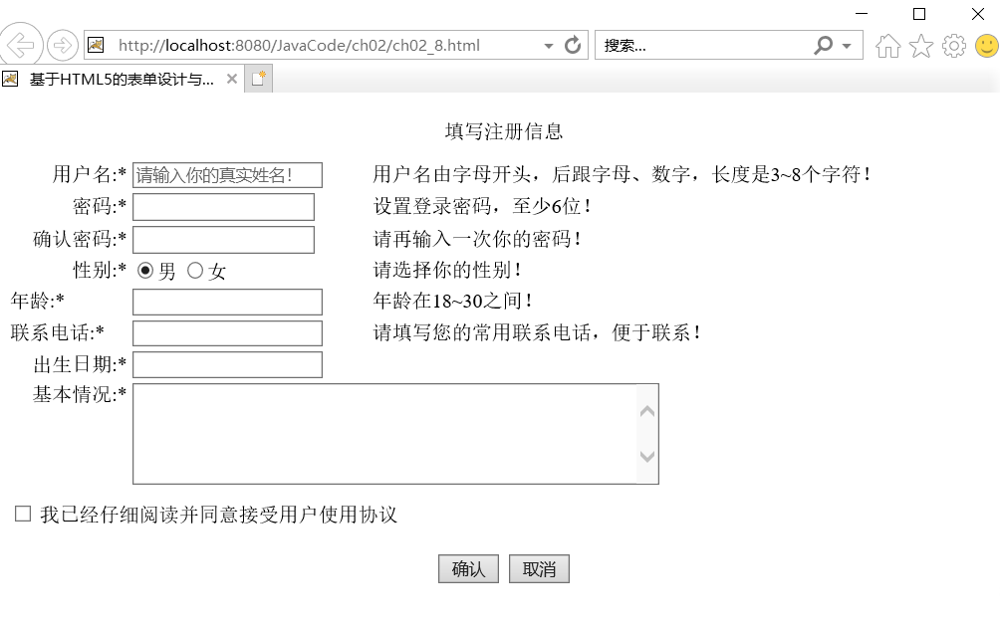 http://localhost:8080/JavaCode/ch02/ch02_8.html
搜索...
基于HTML5的表单设计与...
填写注册信息
用户名:* 请输入你的真实姓名! 用户名由字母开头，后跟字母、数字，长度是3~8个字符！
密码:* 设置登录密码，至少6位！
确认密码:* 请再输入一次你的密码！
性别:* 男 女 请选择你的性别！
年龄:* 年龄在18~30之间！
联系电话:* 请填写您的常用联系电话，便于联系！
出生日期:*
基本情况:*
我已经仔细阅读并同意接受用户使用协议
确认 取消